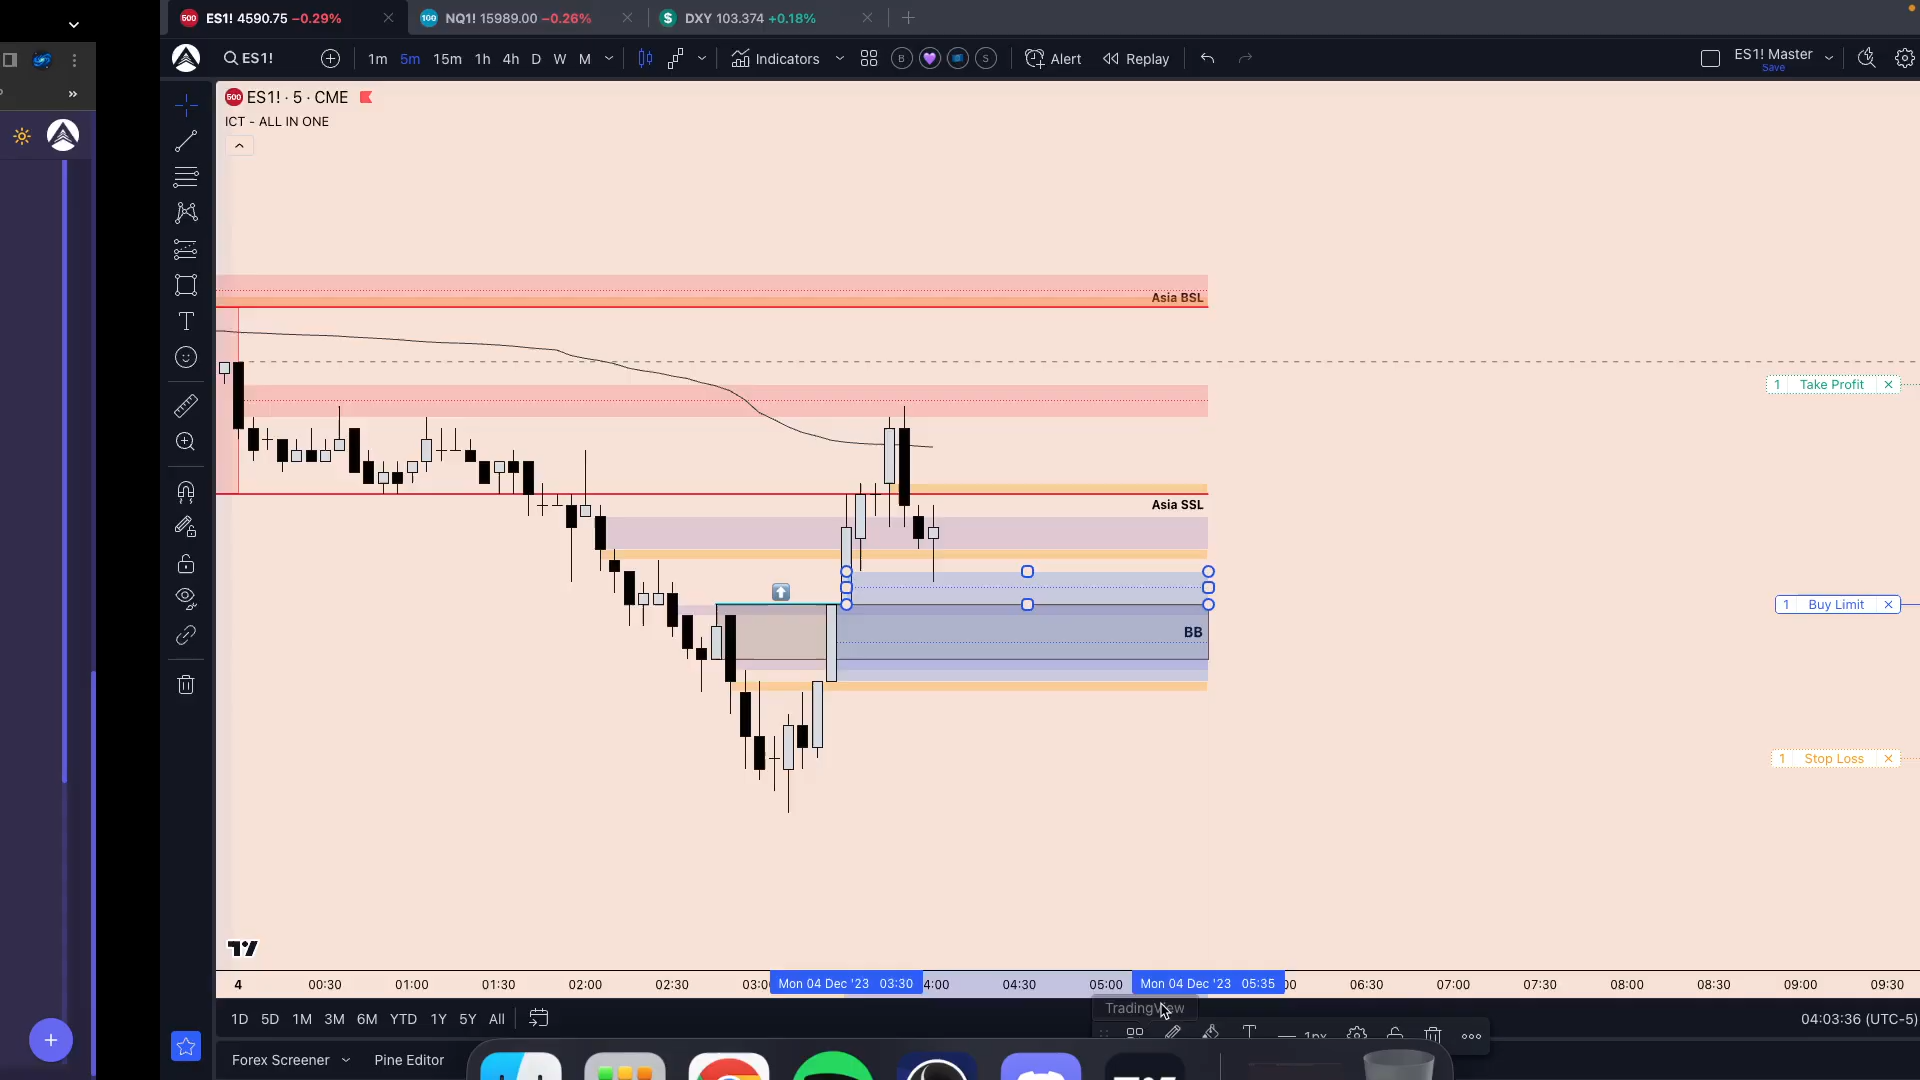 ES1! 4590.75 −0.29%
NQ1! 15989.00 −0.26%
DXY 103.374 +0.18%
ES1!
1m 5m 15m 1h 4h D W M
Indicators
B
S
Alert
Replay
ES1! Master
Save
500 ES1! · 5 · CME
ICT - ALL IN ONE
Asia BSL
1 Take Profit
Asia SSL
1 Buy Limit
BB
1 Stop Loss
4 00:30 01:00 01:30 02:00 02:30 Mon 04 Dec '23 03:30 04:30 05:00 Mon 04 Dec '23 05:35 06:30 07:00 07:30 08:00 08:30 09:00 09:30
TradingView
1D 5D 1M 3M 6M YTD 1Y 5Y All
04:03:36 (UTC-5)
1px
Forex Screener
Pine Editor